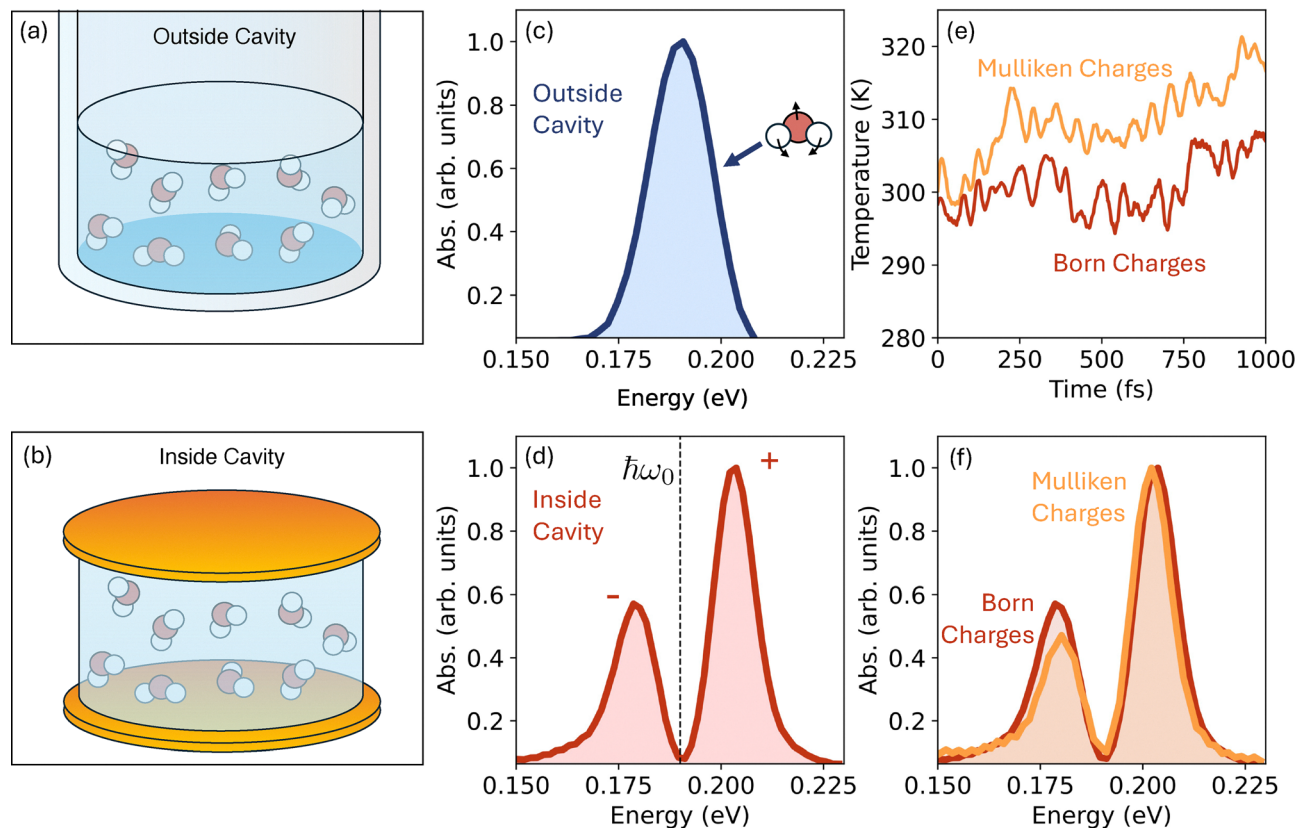 (a)
Outside Cavity
(b)
Inside Cavity
(c)
Outside
Cavity
Abs. (arb. units)
1.0
0.8
0.6
0.4
0.2
0.150
0.175
0.200
0.225
Energy (eV)
(d)
ħω₀
+
-
Inside
Cavity
Abs. (arb. units)
1.0
0.8
0.6
0.4
0.2
0.150
0.175
0.200
0.225
Energy (eV)
(e)
Mulliken Charges
Born Charges
Temperature (K)
320
310
300
290
280
0
250
500
750
1000
Time (fs)
(f)
Mulliken
Charges
Born
Charges
Abs. (arb. units)
1.0
0.8
0.6
0.4
0.2
0.150
0.175
0.200
0.225
Energy (eV)